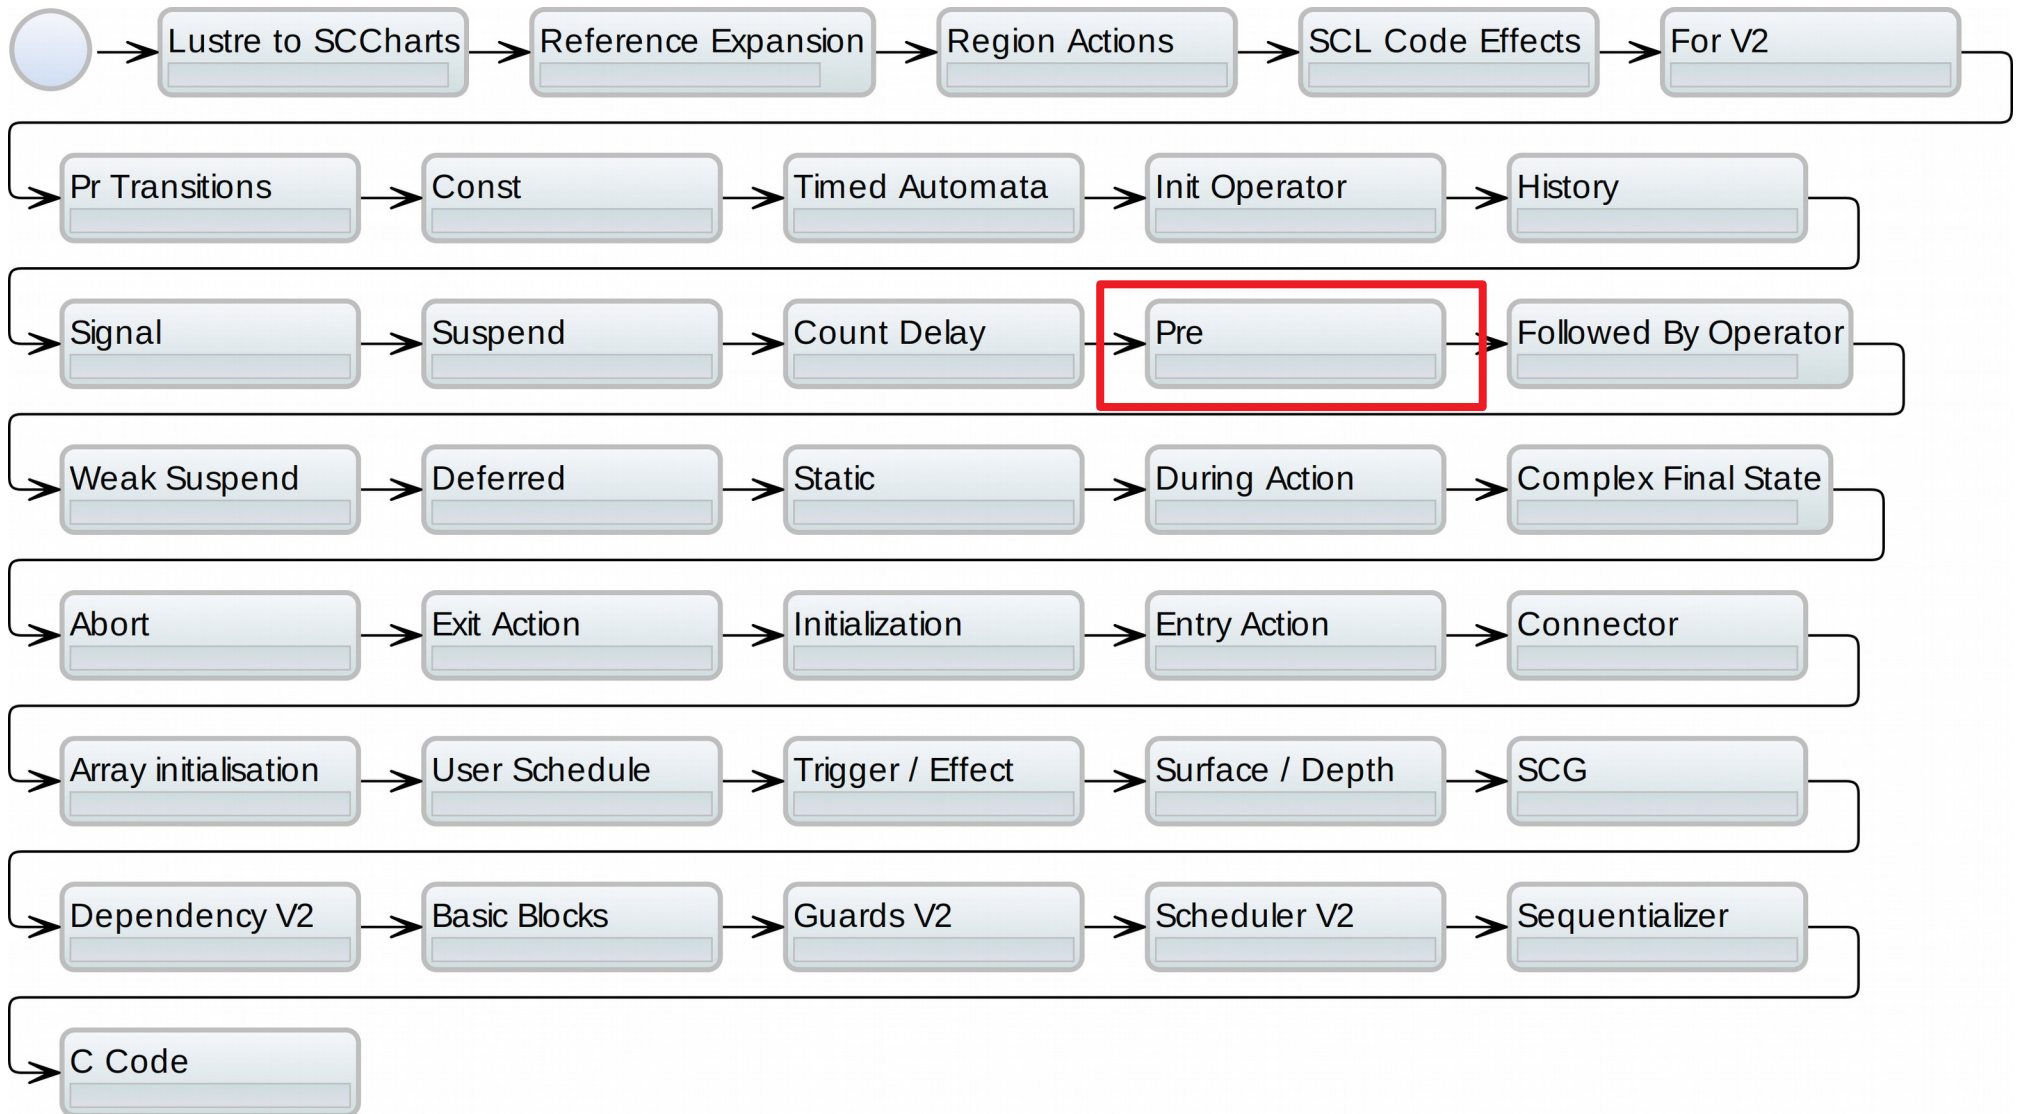 Lustre to SCCharts
Reference Expansion
Region Actions
SCL Code Effects
For V2
Pr Transitions
Const
Timed Automata
Init Operator
History
Signal
Suspend
Count Delay
Pre
Followed By Operator
Weak Suspend
Deferred
Static
During Action
Complex Final State
Abort
Exit Action
Initialization
Entry Action
Connector
Array initialisation
User Schedule
Trigger / Effect
Surface / Depth
SCG
Dependency V2
Basic Blocks
Guards V2
Scheduler V2
Sequentializer
C Code